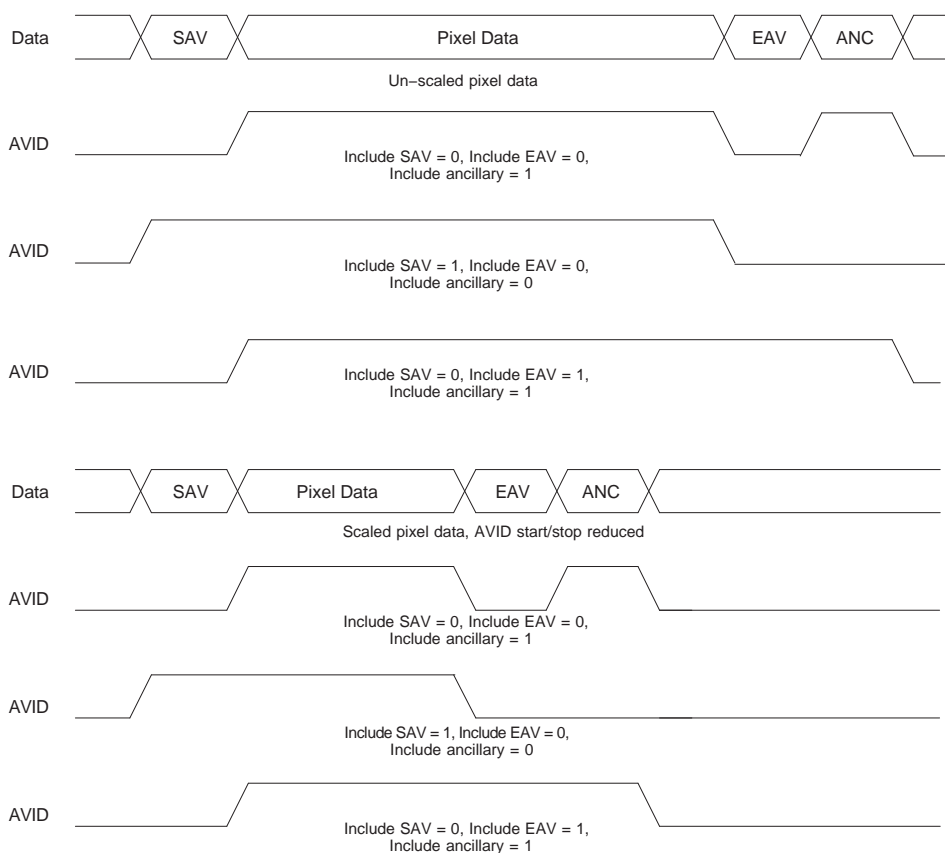 Data SAV Pixel Data EAV ANC
Un−scaled pixel data
AVID
Include SAV = 0, Include EAV = 0,
Include ancillary = 1
AVID
Include SAV = 1, Include EAV = 0,
Include ancillary = 0
AVID
Include SAV = 0, Include EAV = 1,
Include ancillary = 1
Data SAV Pixel Data EAV ANC
Scaled pixel data, AVID start/stop reduced
AVID
Include SAV = 0, Include EAV = 0,
Include ancillary = 1
AVID
Include SAV = 1, Include EAV = 0,
Include ancillary = 0
AVID
Include SAV = 0, Include EAV = 1,
Include ancillary = 1